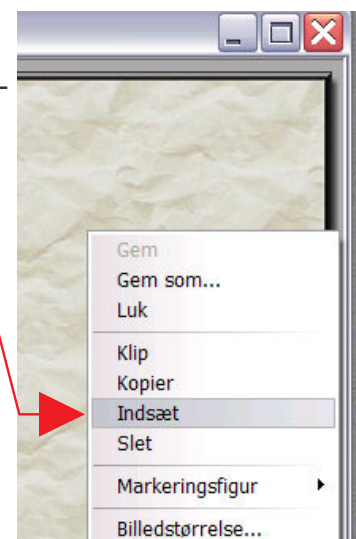 Gem
Gem som...
Luk
Klip
Kopier
Indsæt
Slet
Markeringsfigur
Billedstørrelse...